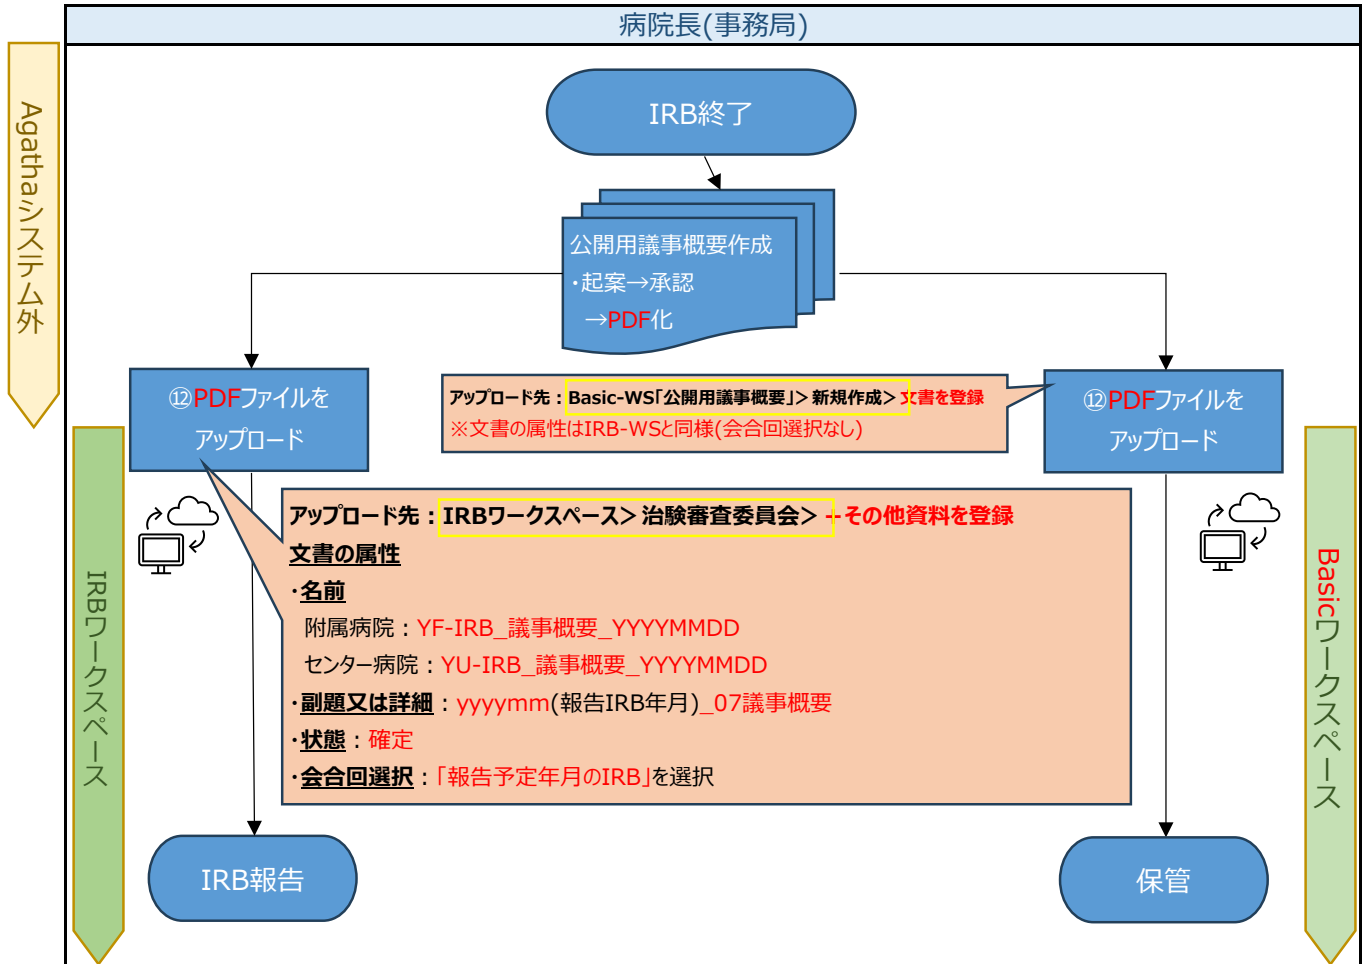 病院長(事務局)
Agathaシステム外
IRB終了
公開用議事概要作成
・起案→承認
→PDF化
⑫PDFファイルを
アップロード
アップロード先：Basic-WS「公開用議事概要」＞新規作成＞文書を登録
※文書の属性はIRB-WSと同様(会合回選択なし)
⑫PDFファイルを
アップロード
アップロード先：IRBワークスペース＞治験審査委員会＞+その他資料を登録
文書の属性
・名前
附属病院：YF-IRB_議事概要_YYYYMMDD
センター病院：YU-IRB_議事概要_YYYYMMDD
・副題又は詳細：yyyymm(報告IRB年月)_07議事概要
・状態：確定
・会合回選択：「報告予定年月のIRB」を選択
IRBワークスペース
Basicワークスペース
IRB報告
保管